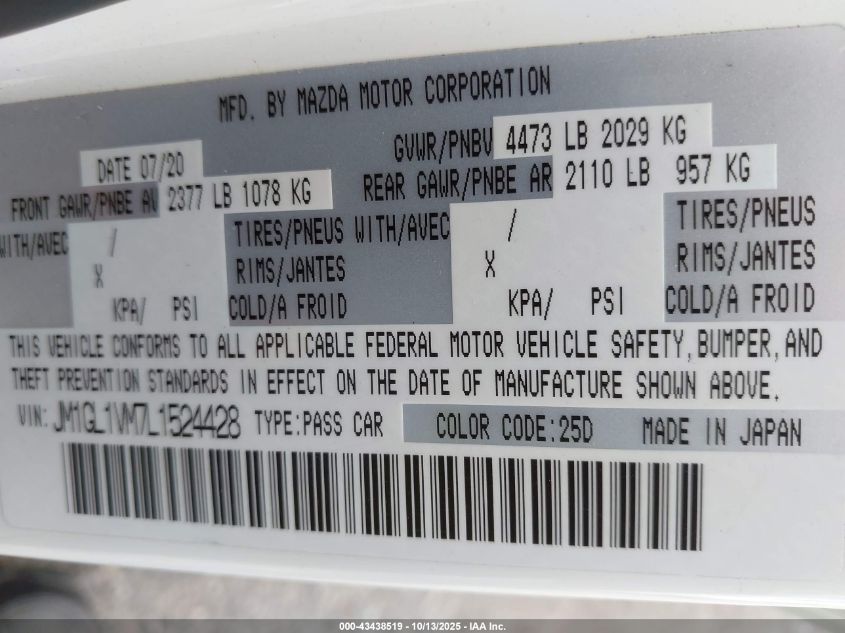 MFD. BY MAZDA MOTOR CORPORATION
DATE 07/20 GVWR/PNBV 4473 LB 2029 KG
FRONT GAWR/PNBE AV 2377 LB 1078 KG REAR GAWR/PNBE AR 2110 LB 957 KG
WITH/AVEC / TIRES/PNEUS WITH/AVEC / TIRES/PNEUS
X RIMS/JANTES X RIMS/JANTES
KPA/ PSI COLD/A FROID KPA/ PSI COLD/A FROID
THIS VEHICLE CONFORMS TO ALL APPLICABLE FEDERAL MOTOR VEHICLE SAFETY, BUMPER, AND
THEFT PREVENTION STANDARDS IN EFFECT ON THE DATE OF MANUFACTURE SHOWN ABOVE.
VIN: JM1GL1VM7L1524428 TYPE:PASS CAR COLOR CODE:25D MADE IN JAPAN
000-43438519 - 10/13/2025 - IAA Inc.